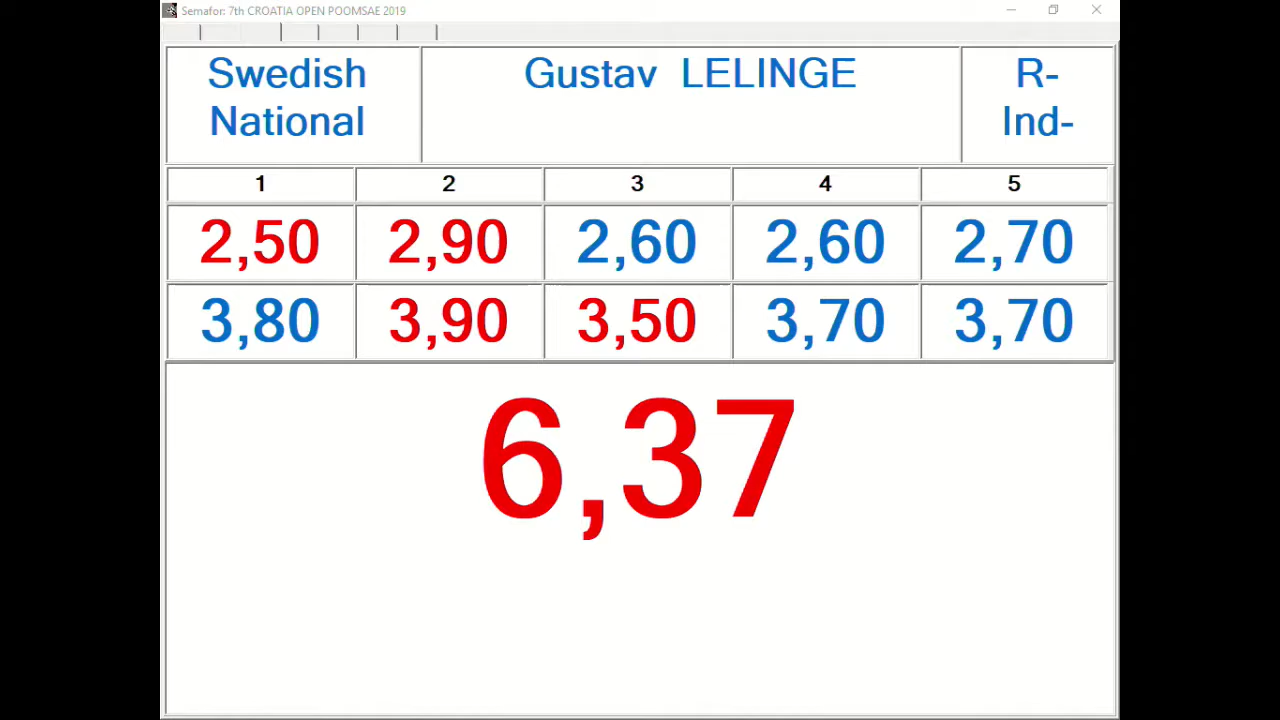 Semafor: 7th CROATIA OPEN POOMSAE 2019
Swedish
National
Gustav LELINGE
R-
Ind-
1 2 3 4 5
2,50 2,90 2,60 2,60 2,70
3,80 3,90 3,50 3,70 3,70
6,37